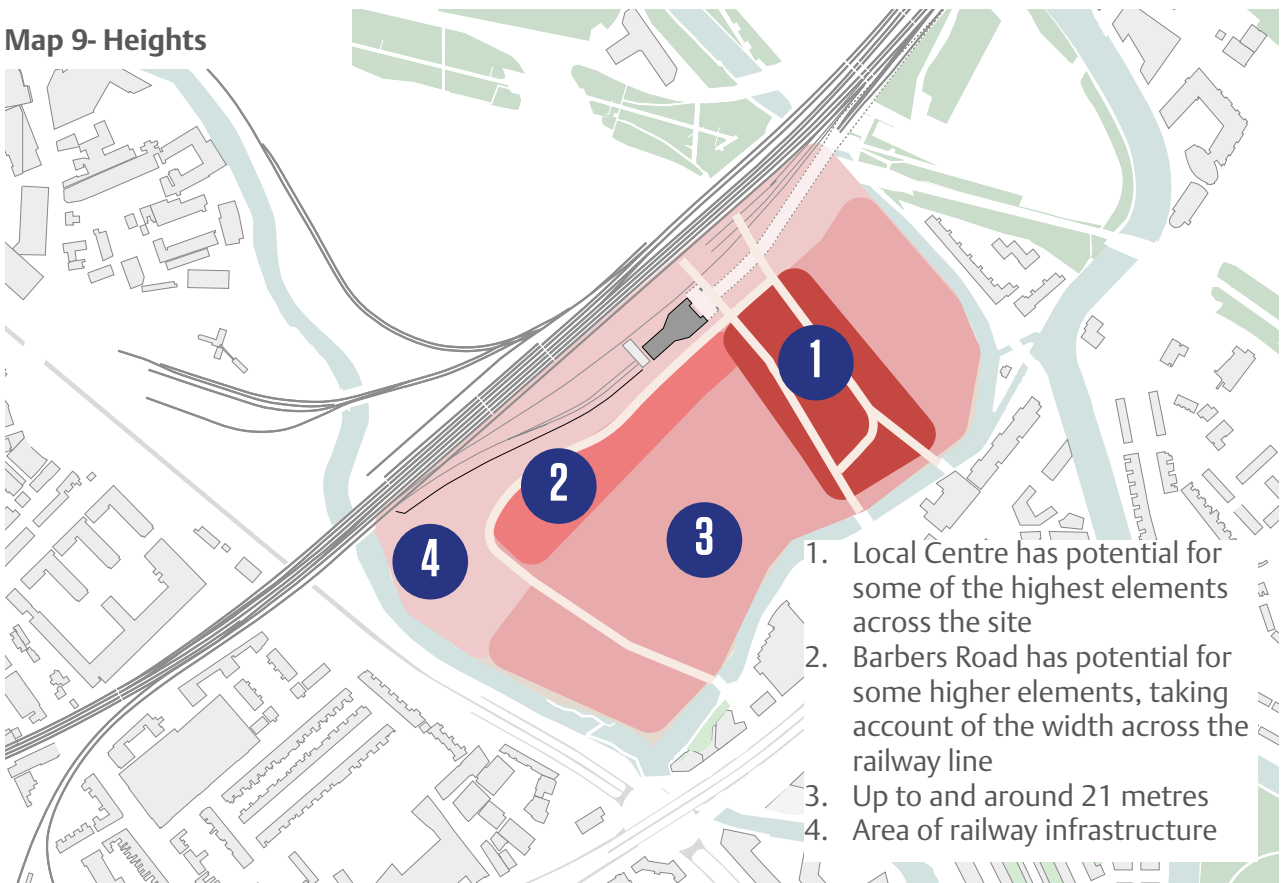 Map 9- Heights
1
2
3
4
1. Local Centre has potential for
some of the highest elements
across the site
2. Barbers Road has potential for
some higher elements, taking
account of the width across the
railway line
3. Up to and around 21 metres
4. Area of railway infrastructure